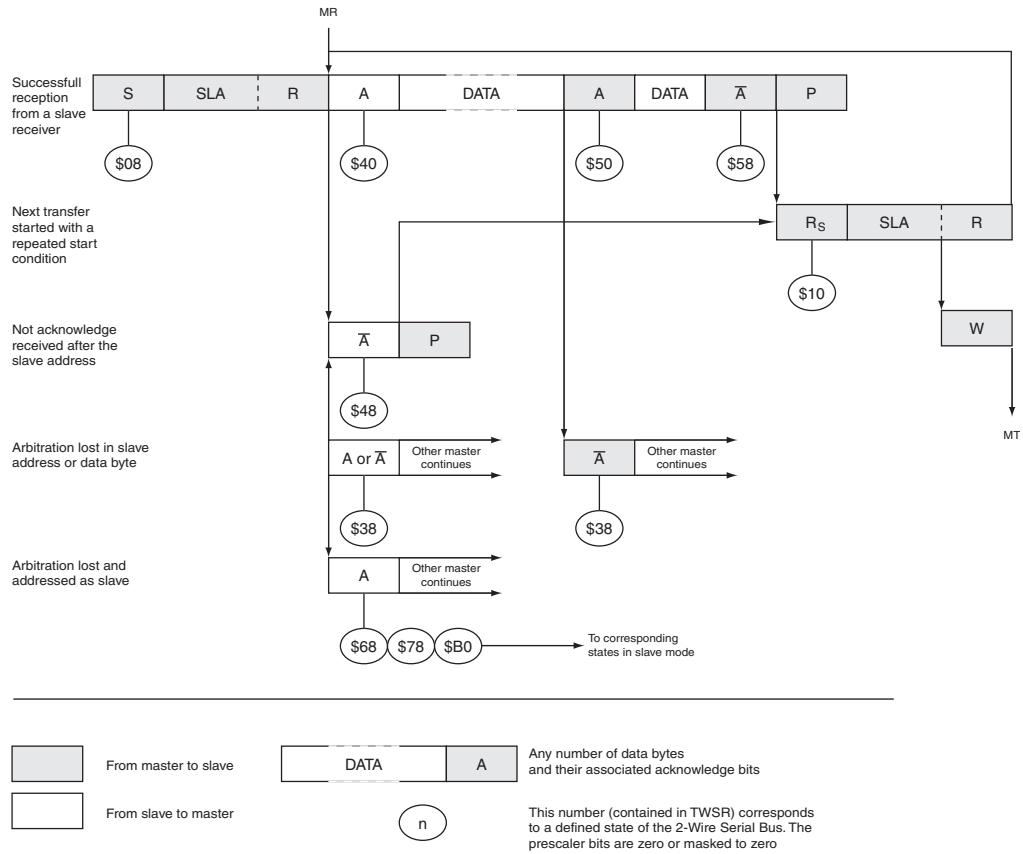 MR
Successfull
reception
from a slave
receiver
S SLA R A DATA A DATA A̅ P
$08 $40 $50 $58
Next transfer
started with a
repeated start
condition
RS SLA R
$10
Not acknowledge
received after the
slave address
A̅ P
W
$48
MT
Arbitration lost in slave
address or data byte
A or A̅
Other master
continues
A̅
Other master
continues
$38 $38
Arbitration lost and
addressed as slave
A
Other master
continues
$68 $78 $B0
To corresponding
states in slave mode
From master to slave
DATA A
Any number of data bytes
and their associated acknowledge bits
From slave to master
n
This number (contained in TWSR) corresponds
to a defined state of the 2-Wire Serial Bus. The
prescaler bits are zero or masked to zero